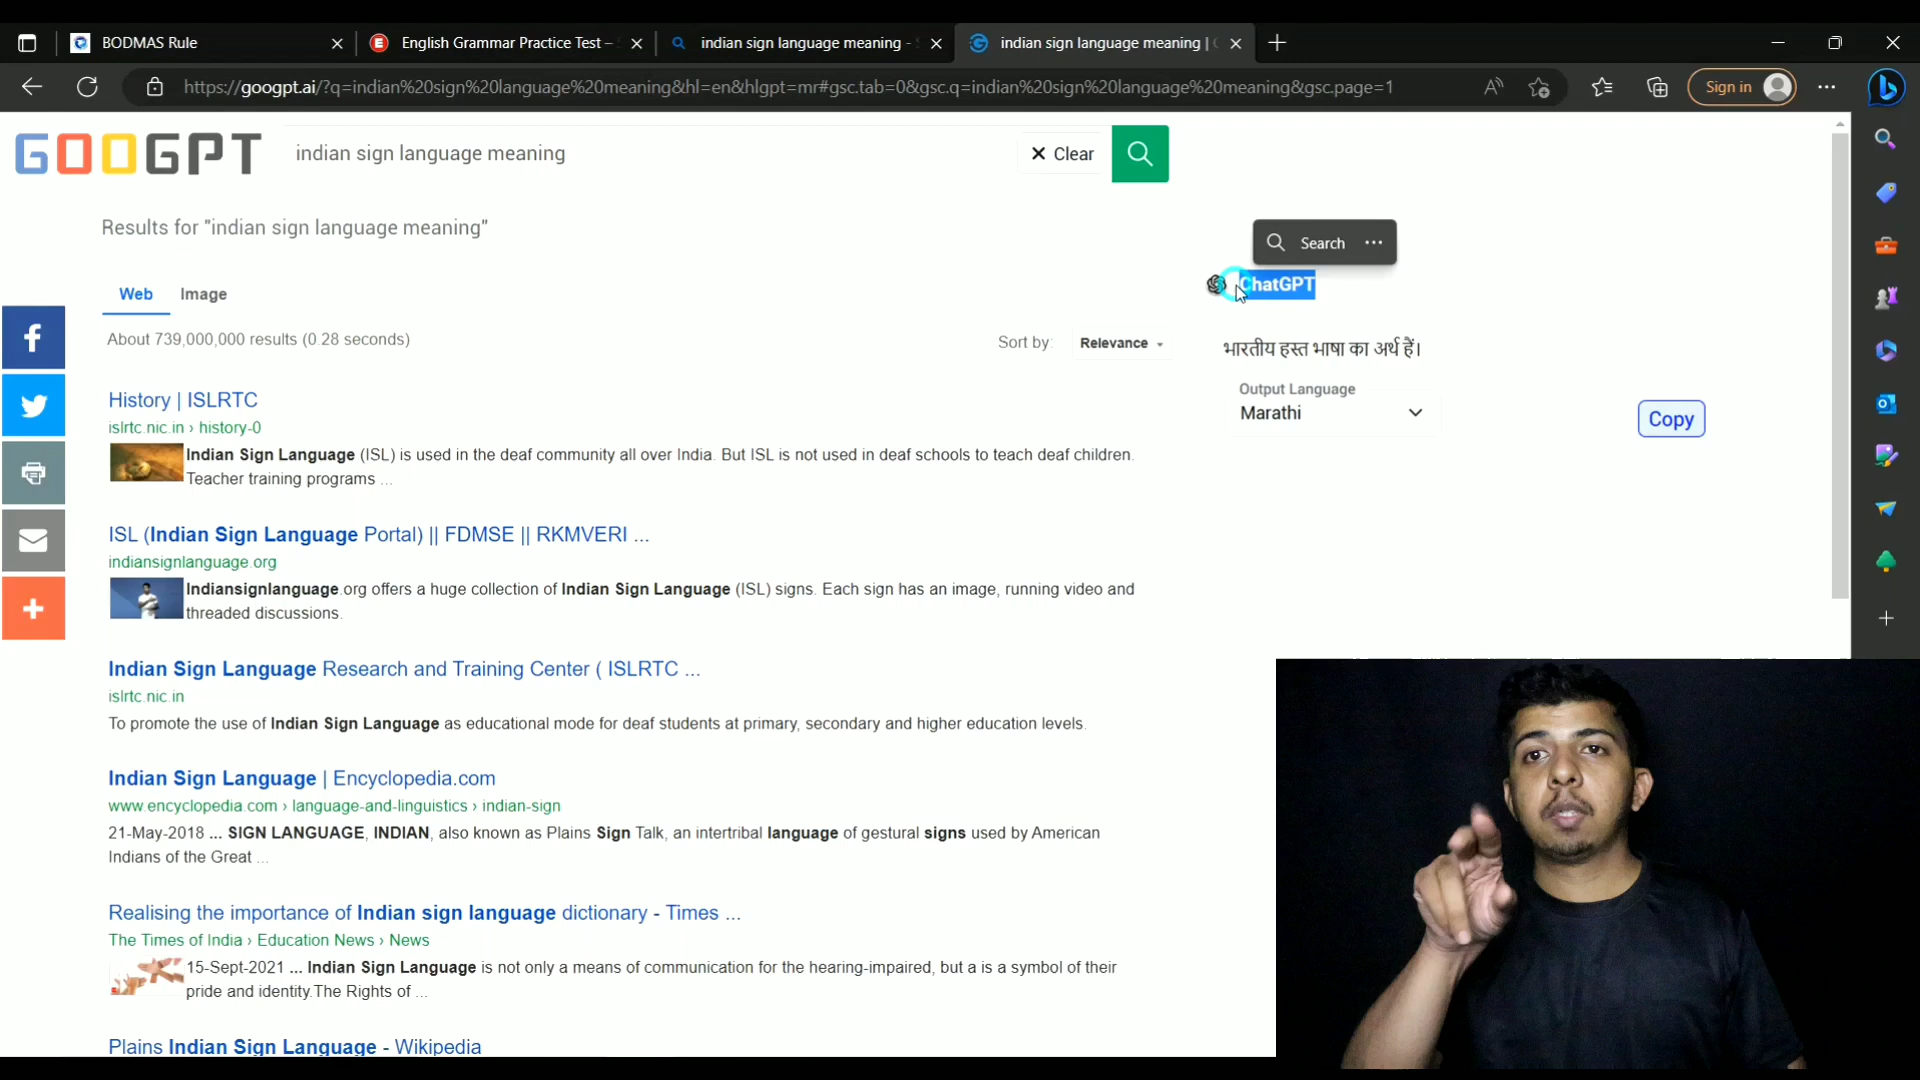 BODMAS Rule
English Grammar Practice Test –
indian sign language meaning -
indian sign language meaning |
https://googpt.ai/?q=indian%20sign%20language%20meaning&hl=en&hlgpt=mr#gsc.tab=0&gsc.q=indian%20sign%20language%20meaning&gsc.page=1
Sign in
GOOGPT
indian sign language meaning
Clear
Results for "indian sign language meaning"
Search
ChatGPT
Web
Image
About 739,000,000 results (0.28 seconds)
Sort by:
Relevance
भारतीय हस्त भाषा का अर्थ हैं।
Output Language
Marathi
Copy
History | ISLRTC
islrtc.nic.in › history-0
Indian Sign Language (ISL) is used in the deaf community all over India. But ISL is not used in deaf schools to teach deaf children.
Teacher training programs ...
ISL (Indian Sign Language Portal) || FDMSE || RKMVERI ...
indiansignlanguage.org
Indiansignlanguage.org offers a huge collection of Indian Sign Language (ISL) signs. Each sign has an image, running video and
threaded discussions.
Indian Sign Language Research and Training Center ( ISLRTC ...
islrtc.nic.in
To promote the use of Indian Sign Language as educational mode for deaf students at primary, secondary and higher education levels.
Indian Sign Language | Encyclopedia.com
www.encyclopedia.com › language-and-linguistics › indian-sign
21-May-2018 ... SIGN LANGUAGE, INDIAN, also known as Plains Sign Talk, an intertribal language of gestural signs used by American
Indians of the Great ...
Realising the importance of Indian sign language dictionary - Times ...
The Times of India › Education News › News
15-Sept-2021 ... Indian Sign Language is not only a means of communication for the hearing-impaired, but a is a symbol of their
pride and identity.The Rights of ...
Plains Indian Sign Language - Wikipedia